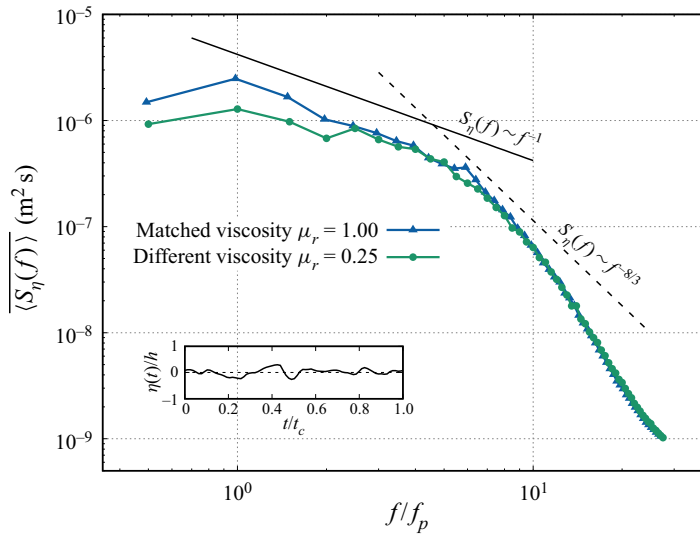 10⁻⁵
10⁻⁶
10⁻⁷
10⁻⁸
10⁻⁹
⟨S_η(f)⟩ (m² s)
S_η(f) ~ f⁻¹
S_η(f) ~ f⁻⁸/³
Matched viscosity μ_r = 1.00
Different viscosity μ_r = 0.25
η(t)/h
1
0
−1
0 0.2 0.4 0.6 0.8 1.0
t/t_c
10⁰ 10¹
f/f_p